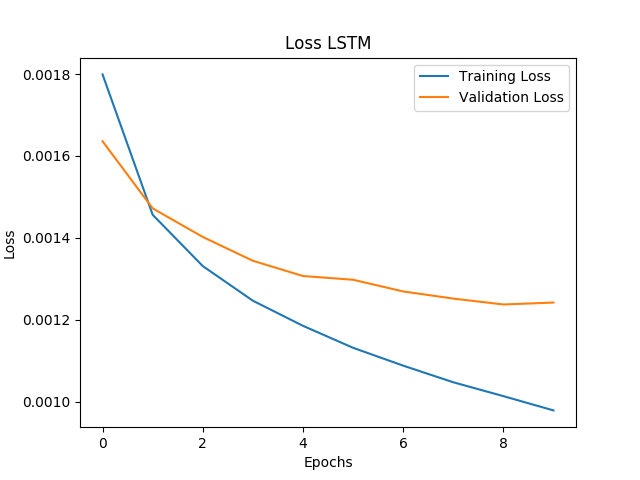 Loss LSTM
Training Loss
Validation Loss
0.0018
0.0016
0.0014
0.0012
0.0010
Loss
0 2 4 6 8
Epochs